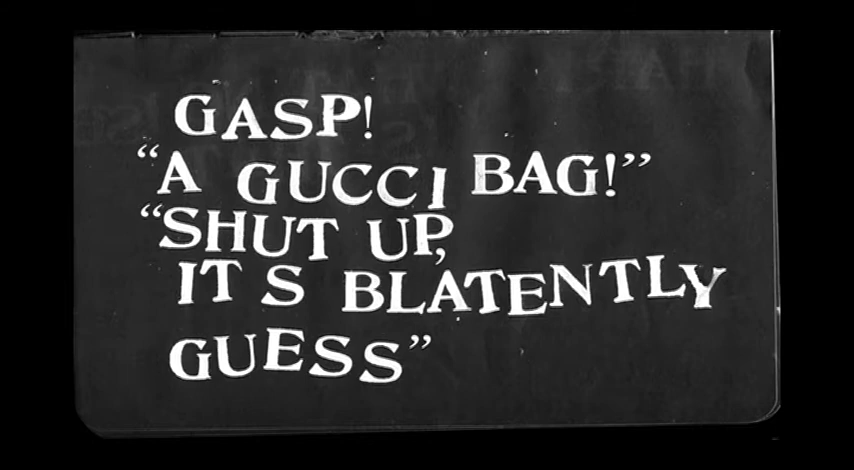 GASP!
“A GUCCI BAG!”
“SHUT UP,
IT S BLATENTLY
GUESS”